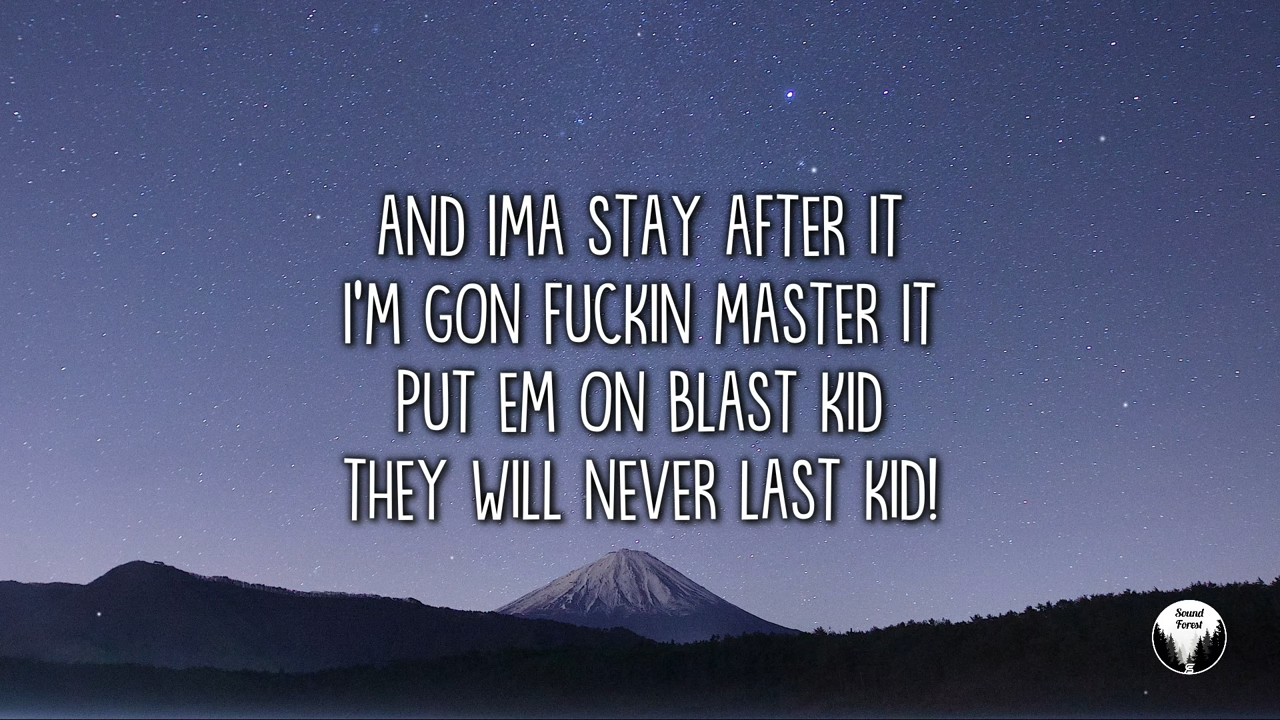 AND IMA STAY AFTER IT
I'M GON FUCKIN MASTER IT
PUT EM ON BLAST KID
THEY WILL NEVER LAST KID!
Sound
Forest